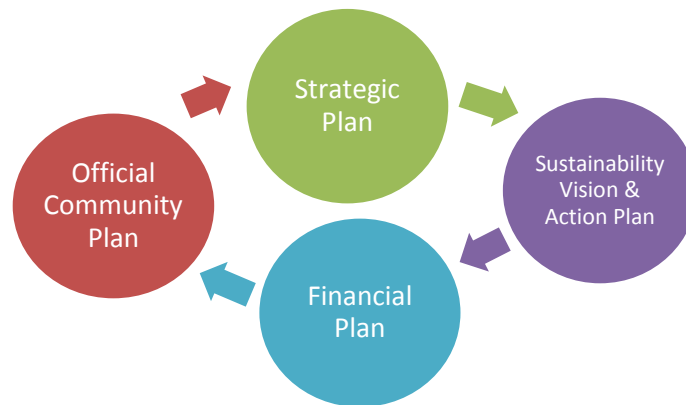 Strategic
Plan
Official
Community
Plan
Sustainability
Vision &
Action Plan
Financial
Plan